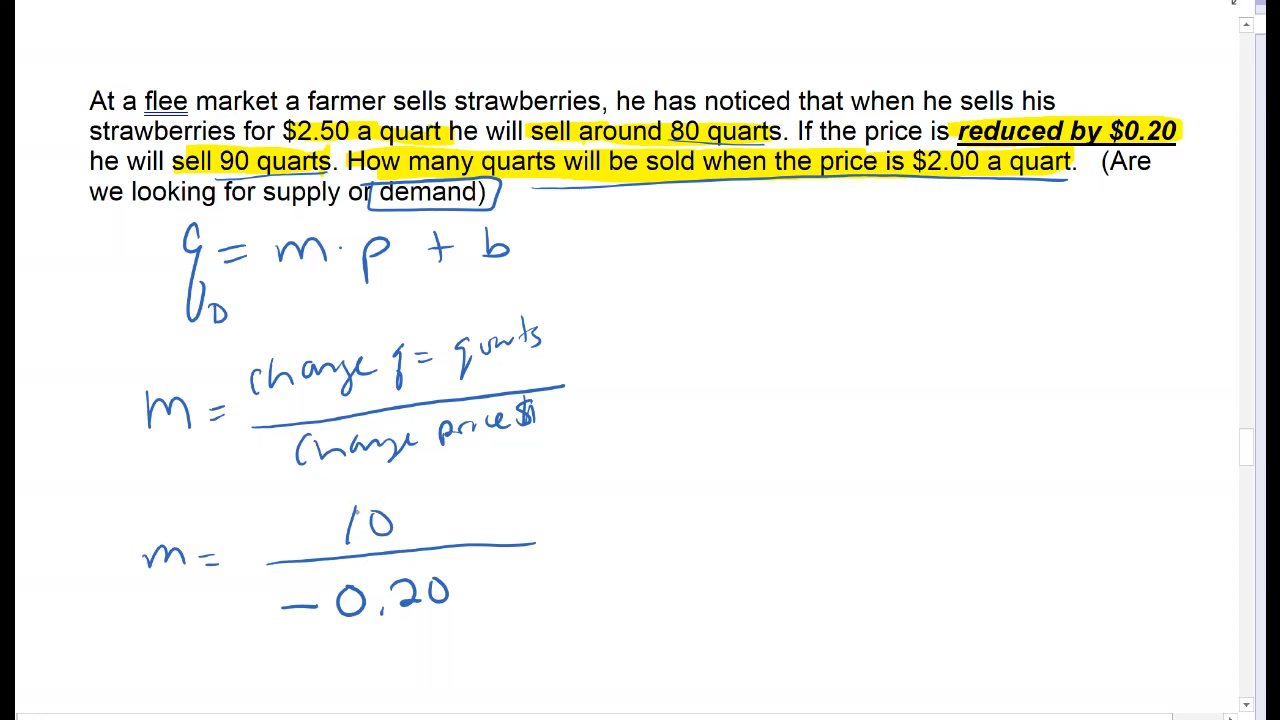 At a flee market a farmer sells strawberries, he has noticed that when he sells his
strawberries for $2.50 a quart he will sell around 80 quarts. If the price is reduced by $0.20
he will sell 90 quarts. How many quarts will be sold when the price is $2.00 a quart. (Are
we looking for supply or demand)
q = m · p + b
D
change q = quarts
m =
change price $
10
m =
- 0.20